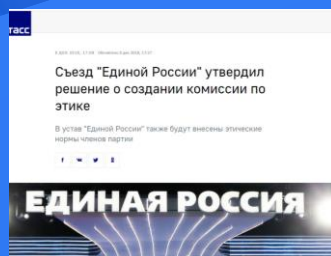 тасс
Съезд "Единой России" утвердил
решение о создании комиссии по
этике
В устав "Единой России" также будут внесены этические
нормы членов партии
ЕДИНАЯ РОССИЯ